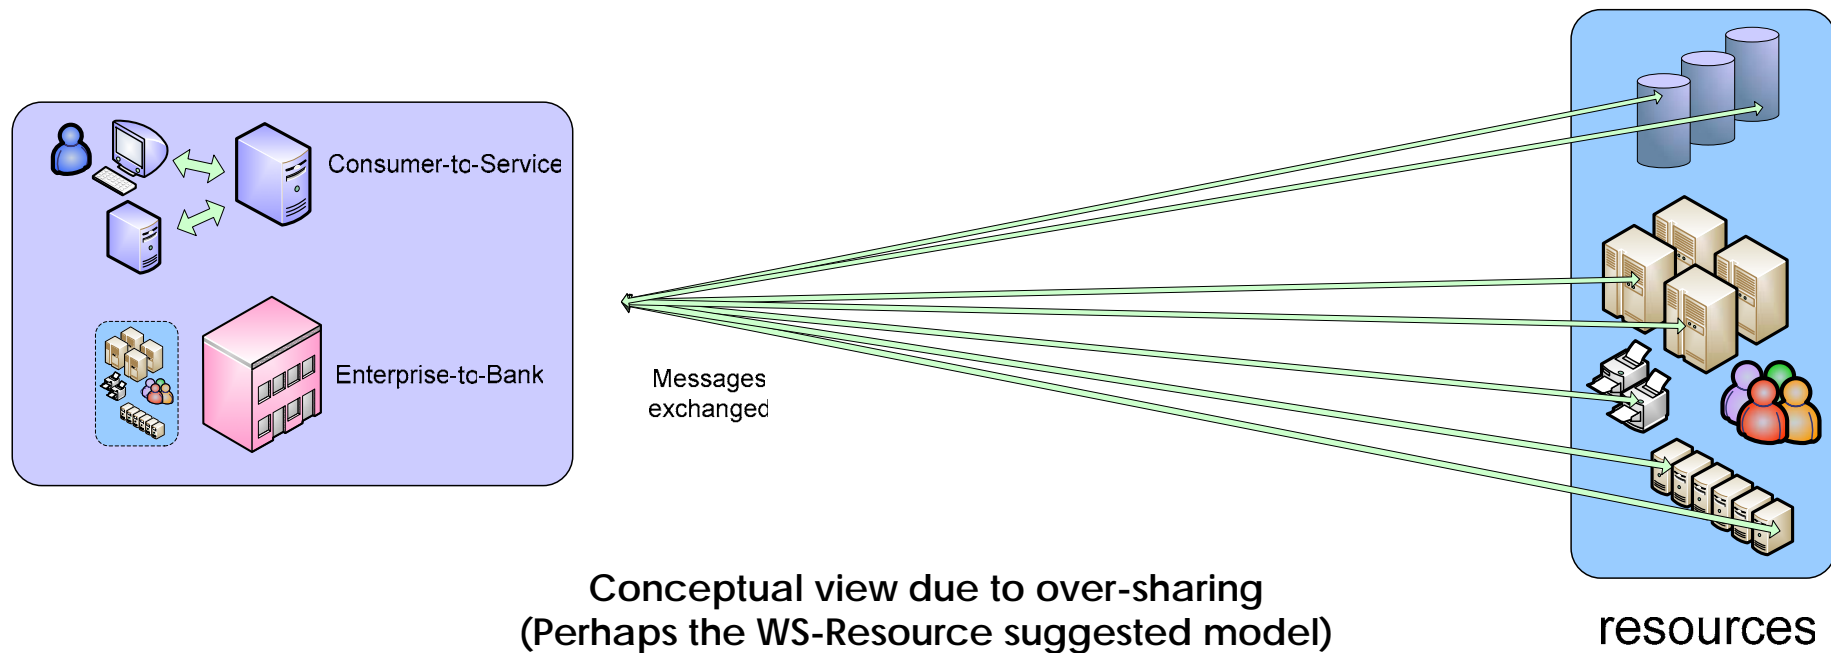 Consumer-to-Service
Enterprise-to-Bank
Messages
exchanged
Conceptual view due to over-sharing
(Perhaps the WS-Resource suggested model)
resources